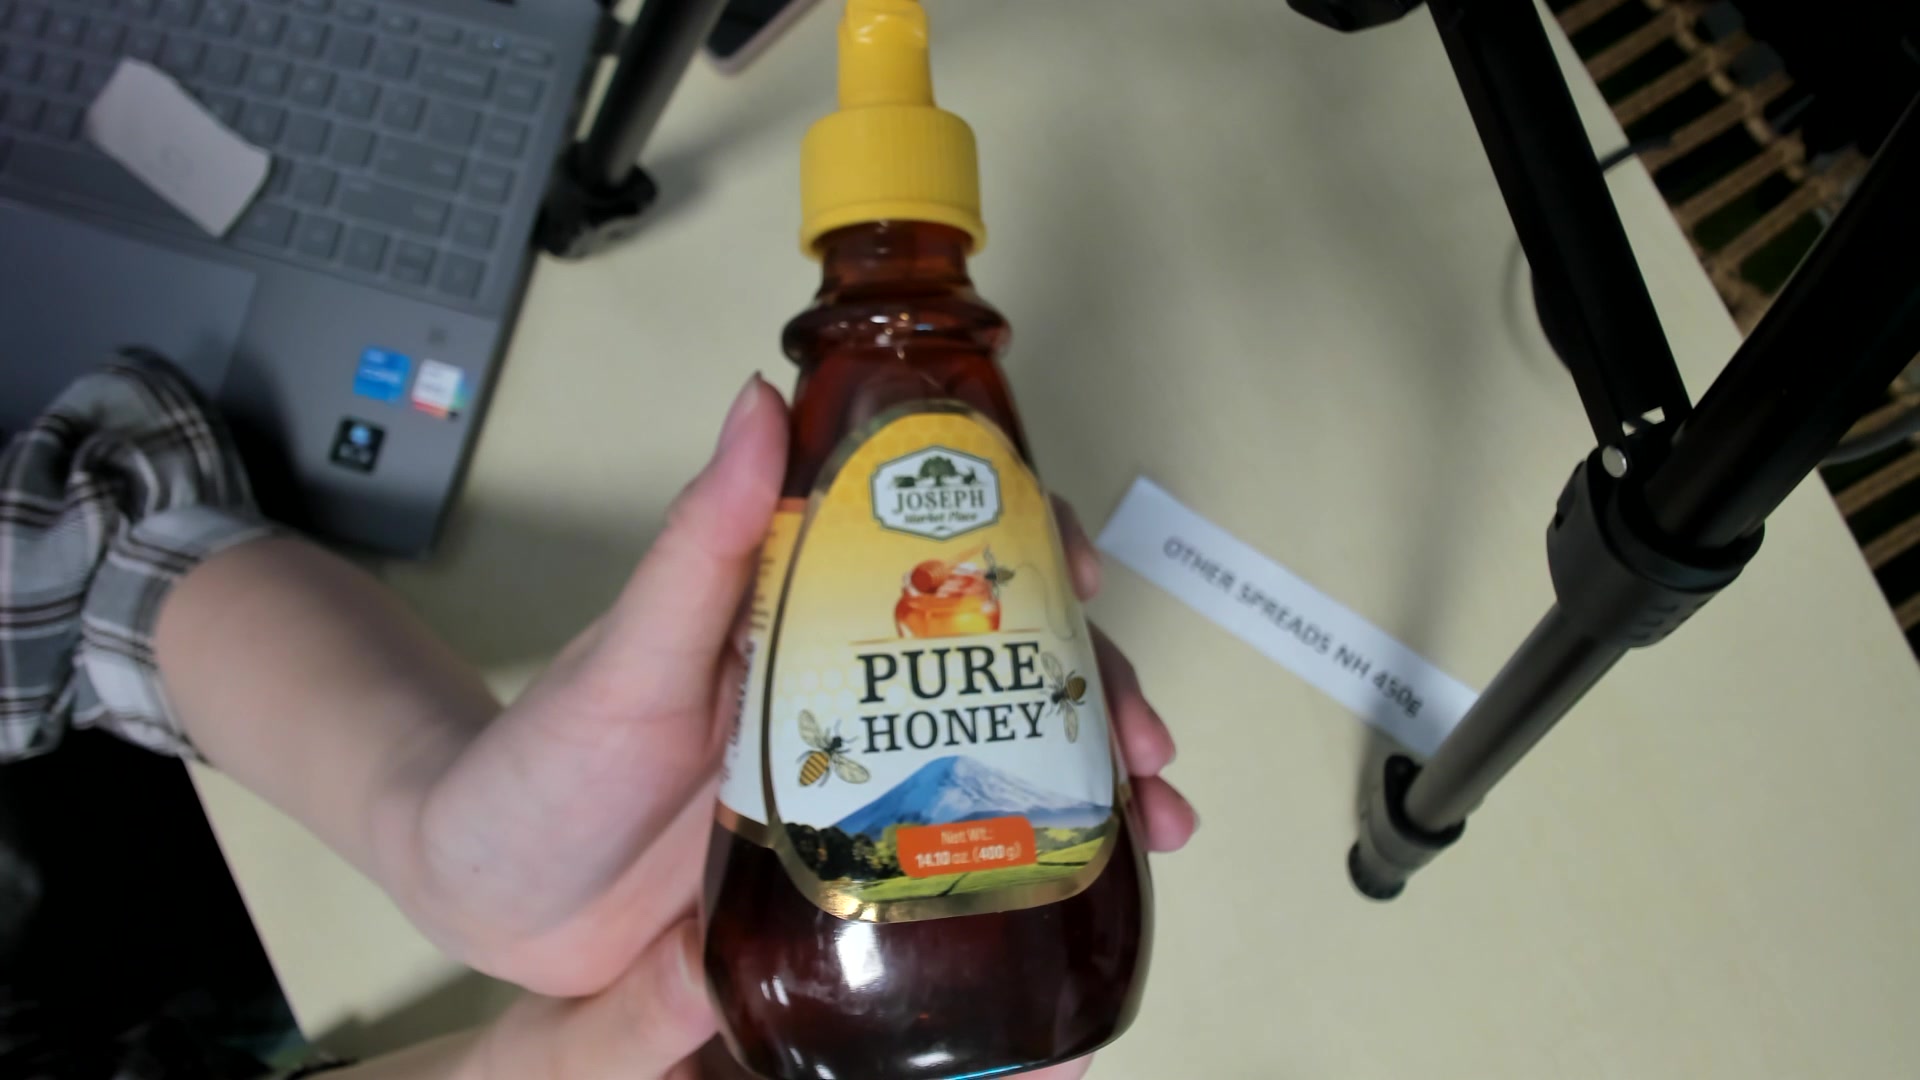 JOSEPH
Market Place
PURE
HONEY
Net Wt.:
14.10 oz. (400 g)
OTHER SPREADS NH 450g